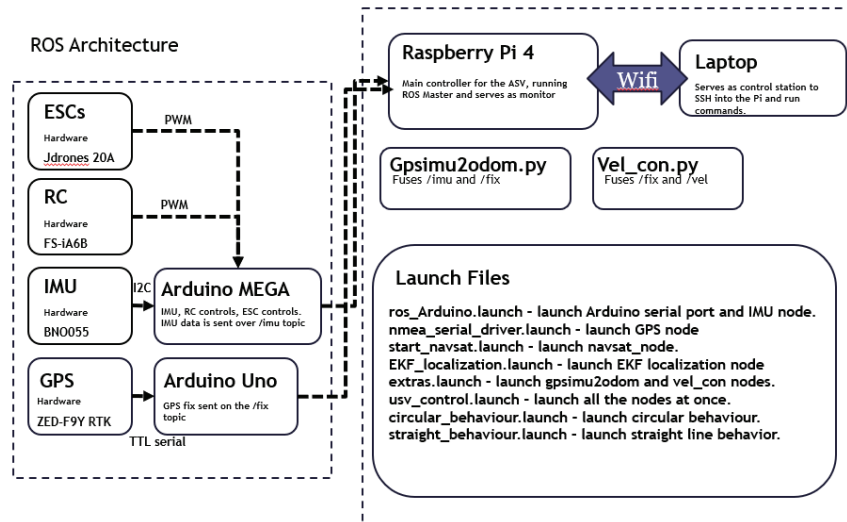 ROS Architecture
ESCs
Hardware
Jdrones 20A
PWM
RC
Hardware
FS-iA6B
PWM
IMU
Hardware
BNO055
I2C
Arduino MEGA
IMU, RC controls, ESC controls.
IMU data is sent over /imu topic
GPS
Hardware
ZED-F9Y RTK
TTL serial
Arduino Uno
GPS fix sent on the /fix
topic
Raspberry Pi 4
Main controller for the ASV, running
ROS Master and serves as monitor
Wifi
Laptop
Serves as control station to
SSH into the Pi and run
commands.
Gpsimu2odom.py
Fuses /imu and /fix
Vel_con.py
Fuses /fix and /vel
Launch Files
ros_Arduino.launch - launch Arduino serial port and IMU node.
nmea_serial_driver.launch - launch GPS node
start_navsat.launch - launch navsat_node.
EKF_localization.launch - launch EKF localization node
extras.launch - launch gpsimu2odom and vel_con nodes.
usv_control.launch - launch all the nodes at once.
circular_behaviour.launch - launch circular behaviour.
straight_behaviour.launch - launch straight line behavior.